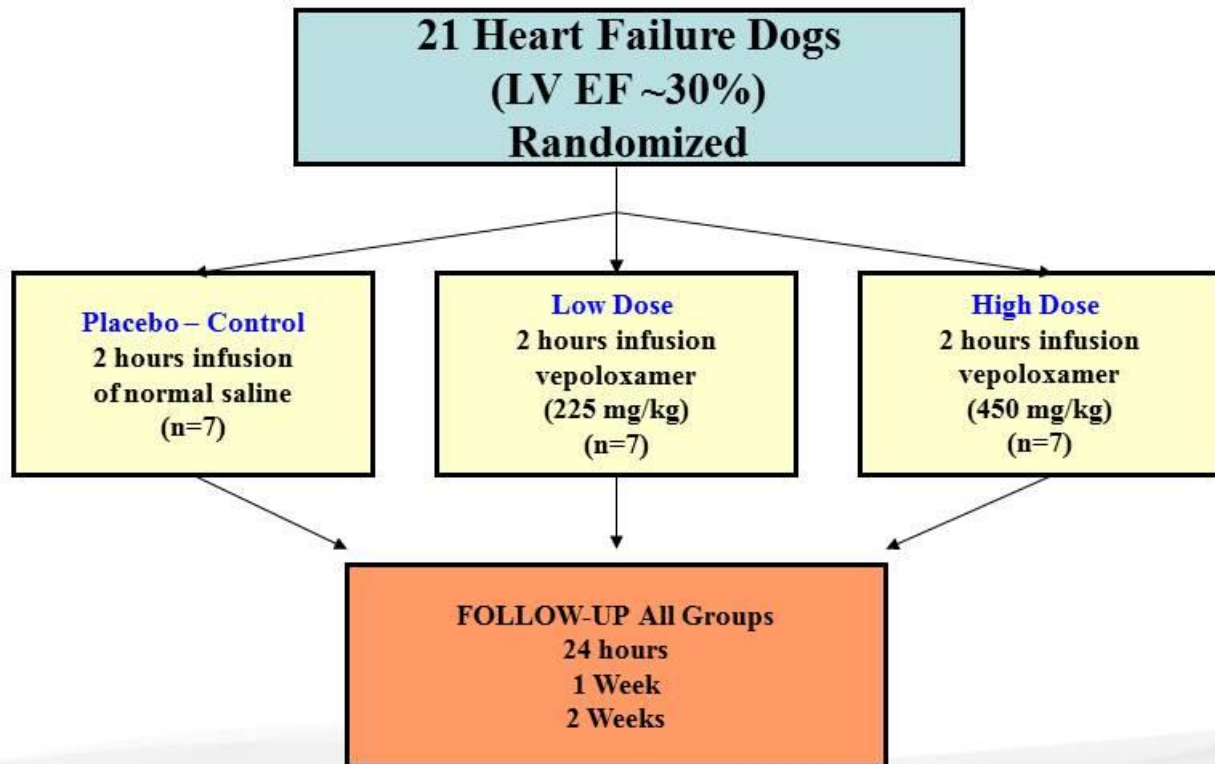 21 Heart Failure Dogs
(LV EF ~30%)
Randomized
Placebo – Control
2 hours infusion
of normal saline
(n=7)
Low Dose
2 hours infusion
vepoloxamer
(225 mg/kg)
(n=7)
High Dose
2 hours infusion
vepoloxamer
(450 mg/kg)
(n=7)
FOLLOW-UP All Groups
24 hours
1 Week
2 Weeks